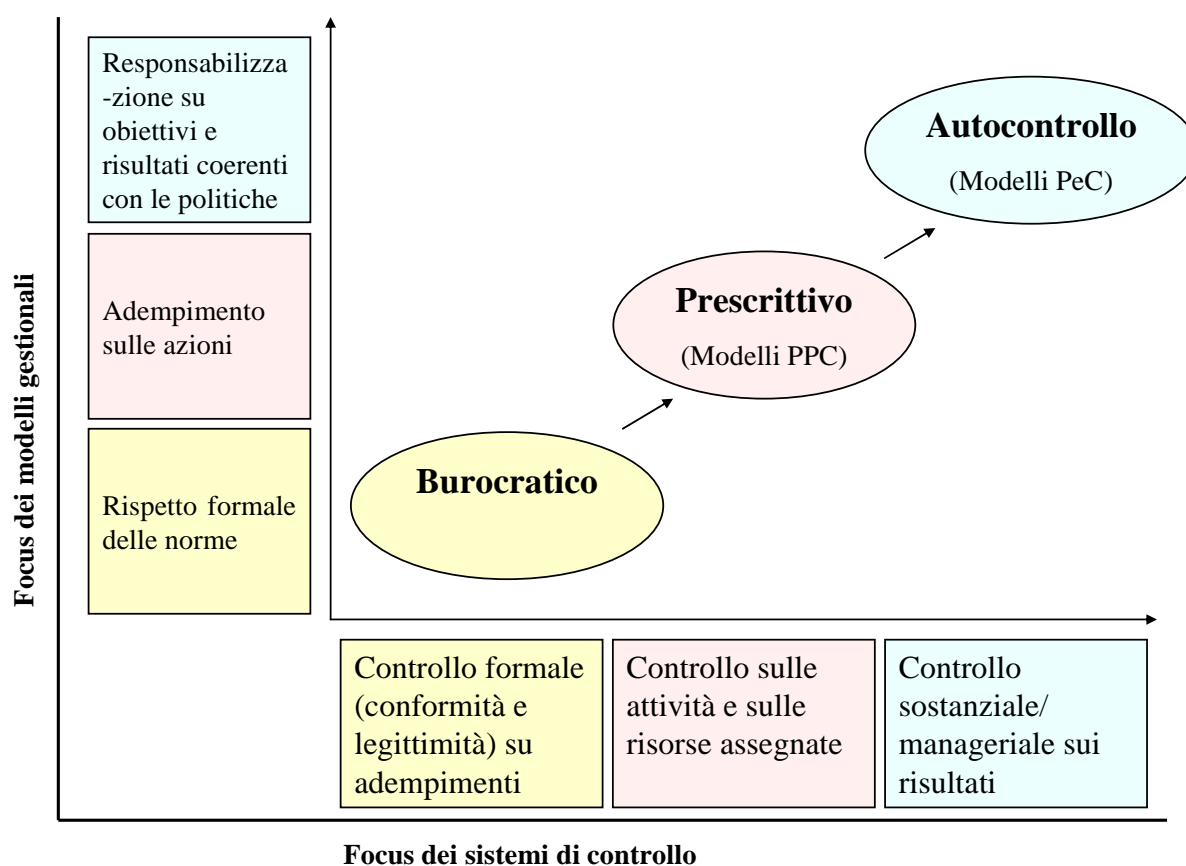 Responsabilizza
-zione su
obiettivi e
risultati coerenti
con le politiche
Adempimento
sulle azioni
Rispetto formale
delle norme
Focus dei modelli gestionali
Autocontrollo
(Modelli PeC)
Prescrittivo
(Modelli PPC)
Burocratico
Controllo formale
(conformità e
legittimità) su
adempimenti
Controllo sulle
attività e sulle
risorse assegnate
Controllo
sostanziale/
manageriale sui
risultati
Focus dei sistemi di controllo